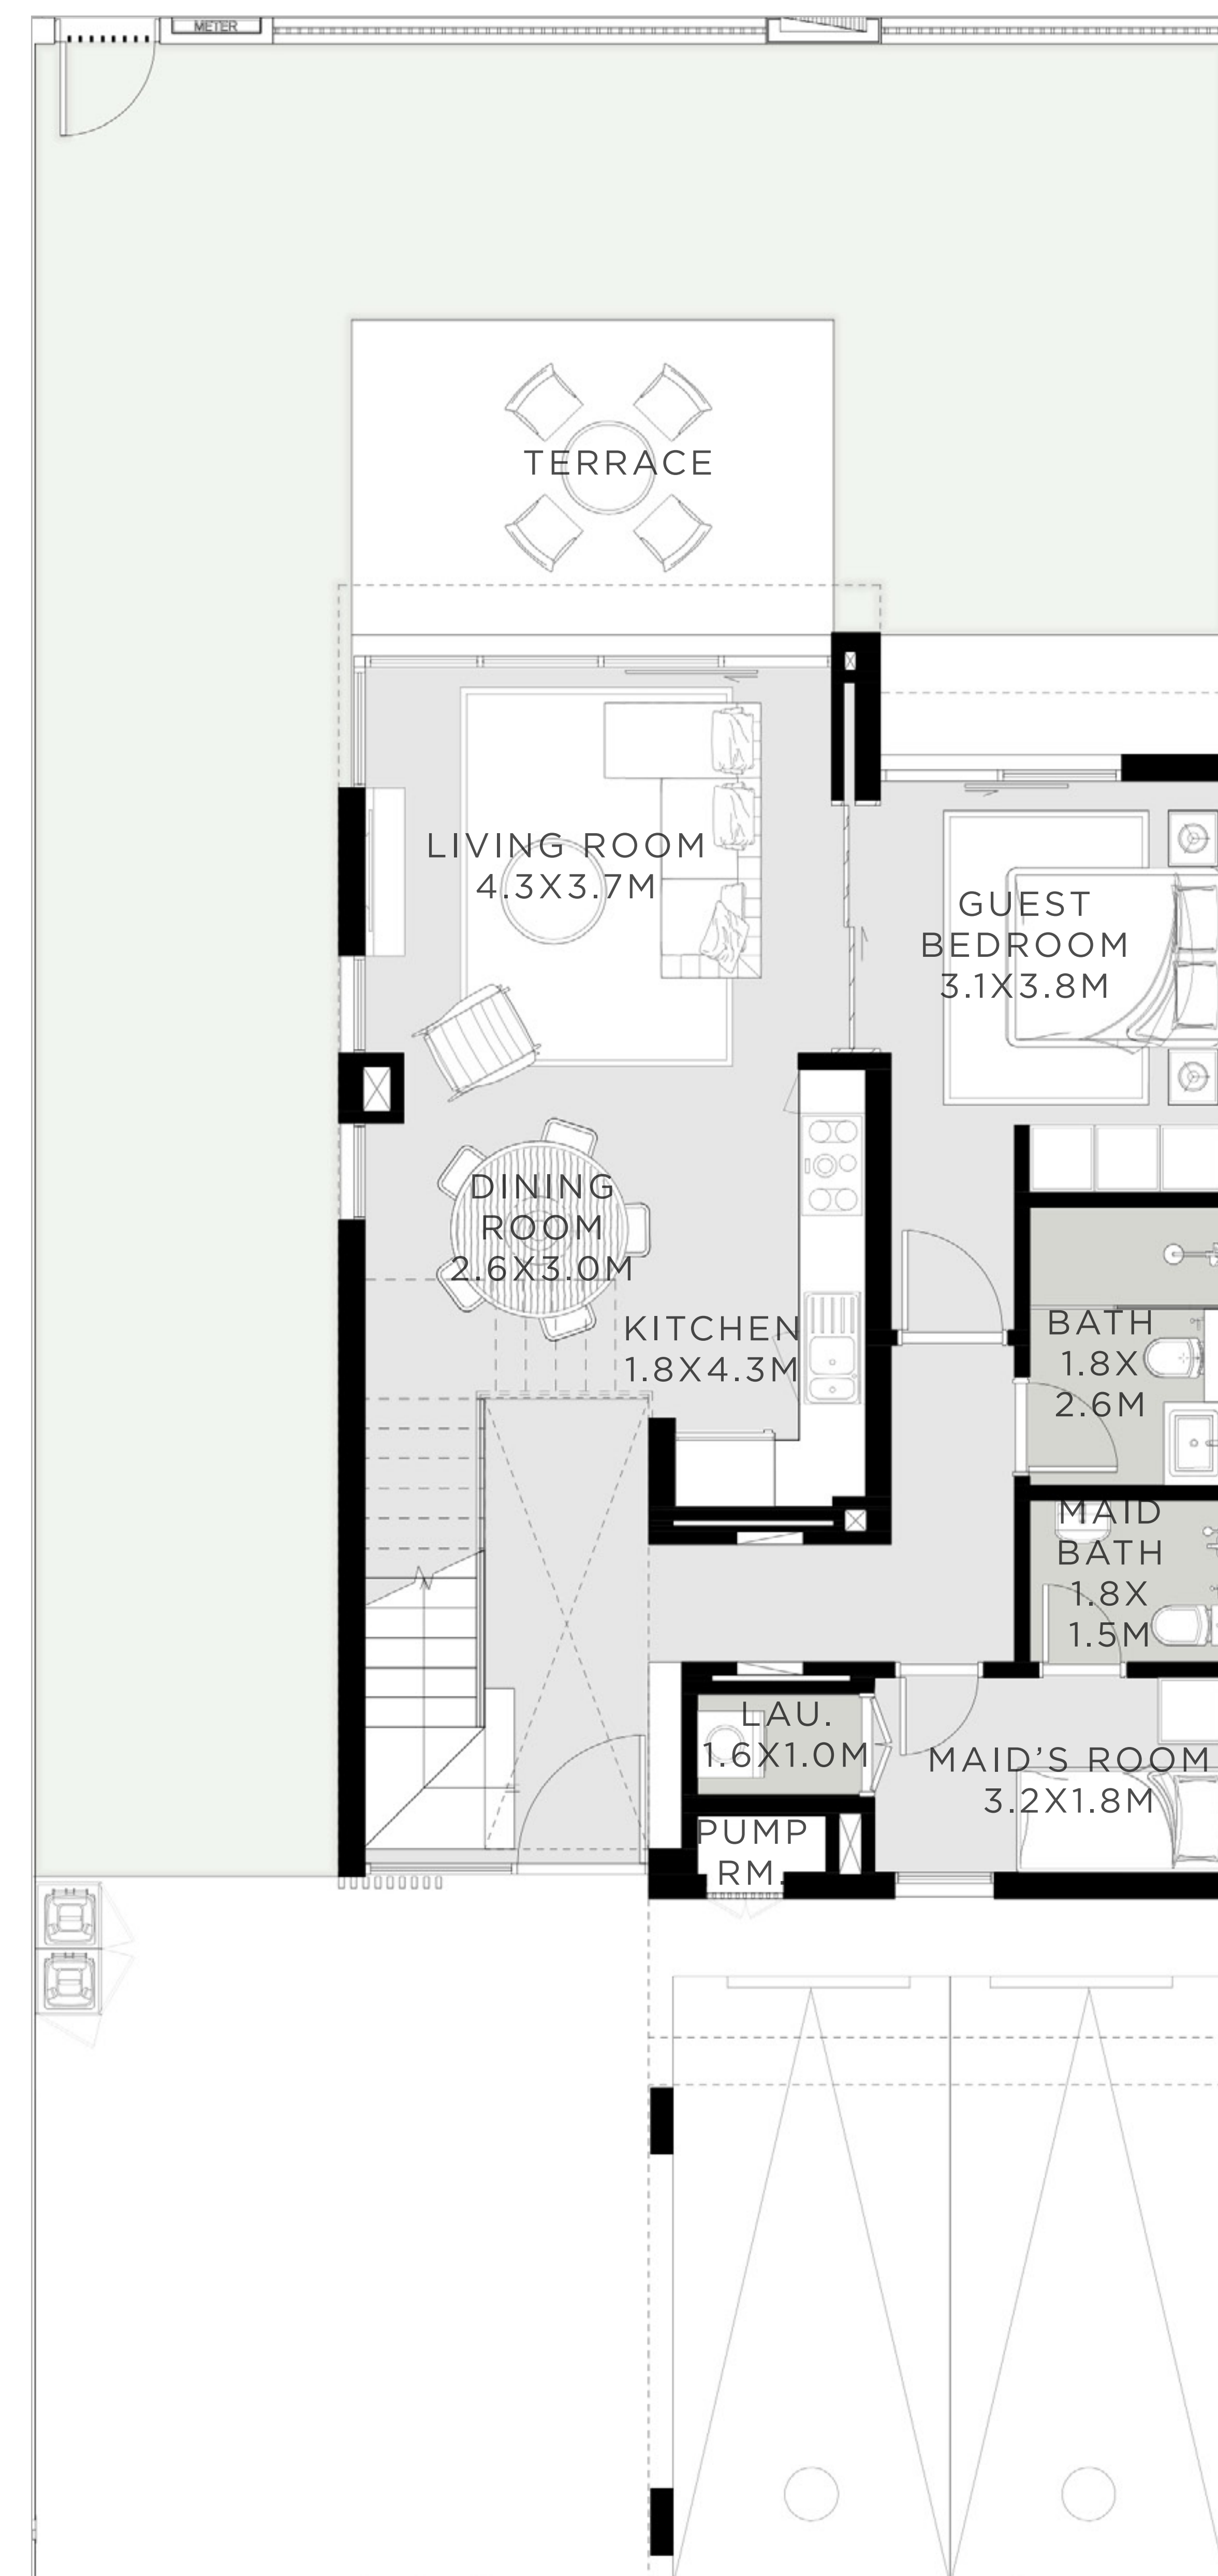 METER
TERRACE
LIVING ROOM
4.3X3.7M
GUEST
BEDROOM
3.1X3.8M
DINING
ROOM
2.6X3.0M
KITCHEN
1.8X4.3M
BATH
1.8X
2.6M
MAID
BATH
1.8X
1.5M
LAU.
1.6X1.0M
MAID'S ROOM
3.2X1.8M
PUMP
RM.